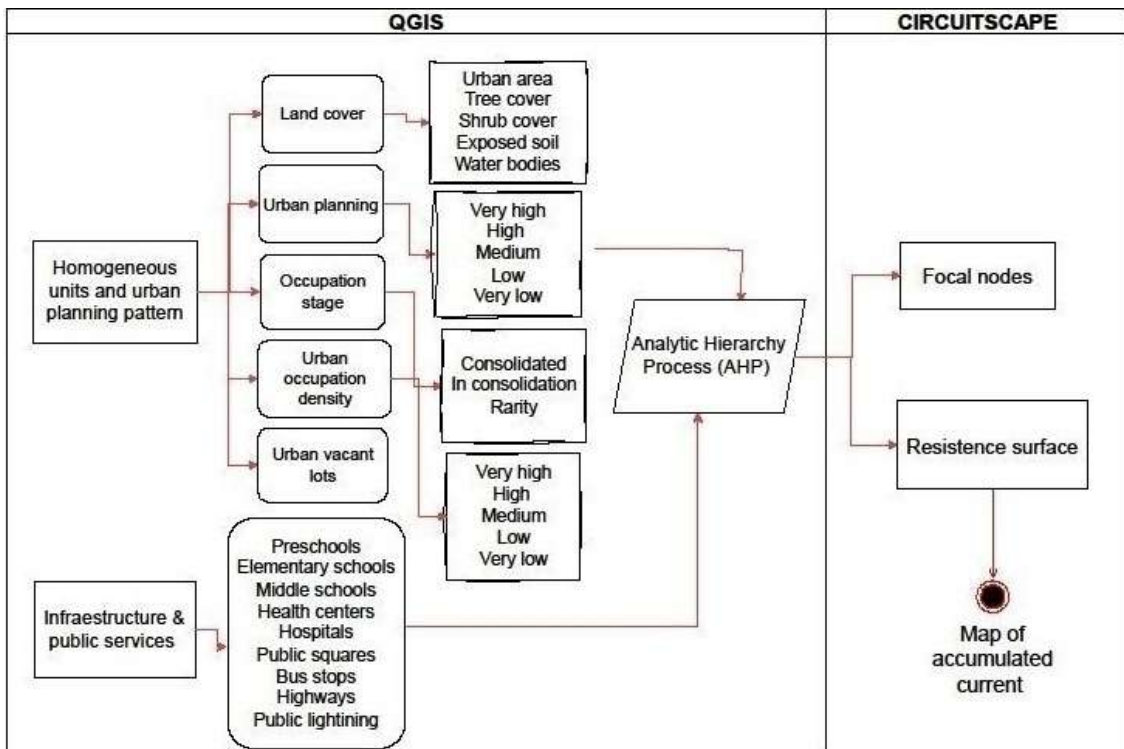 QGIS
CIRCUITSCAPE
Homogeneous
units and urban
planning pattern
Land cover
Urban planning
Occupation
stage
Urban
occupation
density
Urban vacant
lots
Urban area
Tree cover
Shrub cover
Exposed soil
Water bodies
Very high
High
Medium
Low
Very low
Consolidated
In consolidation
Rarity
Very high
High
Medium
Low
Very low
Infraestructure &
public services
Preschools
Elementary schools
Middle schools
Health centers
Hospitals
Public squares
Bus stops
Highways
Public lightining
Analytic Hierarchy
Process (AHP)
Focal nodes
Resistence surface
Map of
accumulated
current